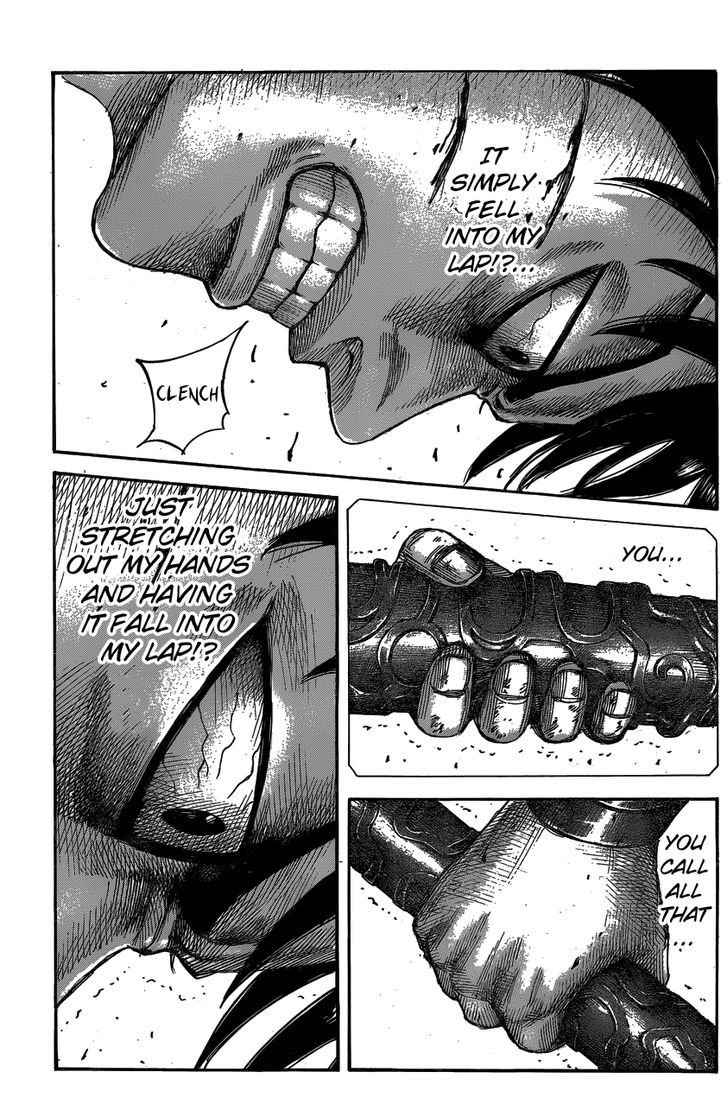 IT
SIMPLY
FELL
INTO MY
LAP!?...
CLENCH
JUST
STRETCHING
OUT MY HANDS
AND HAVING
IT FALL INTO
MY LAP!?
YOU...
YOU
CALL
ALL
THAT
...